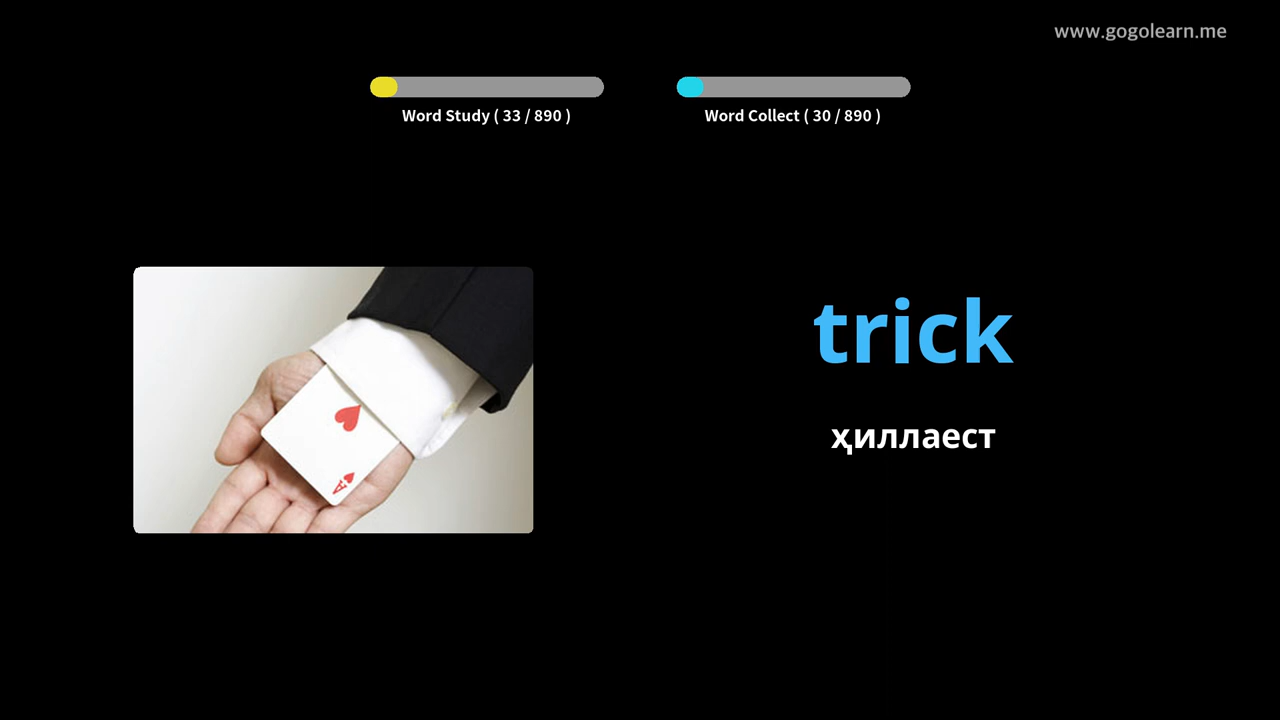 www.gogolearn.me
Word Study ( 33 / 890 )
Word Collect ( 30 / 890 )
trick
ҳиллаест
A